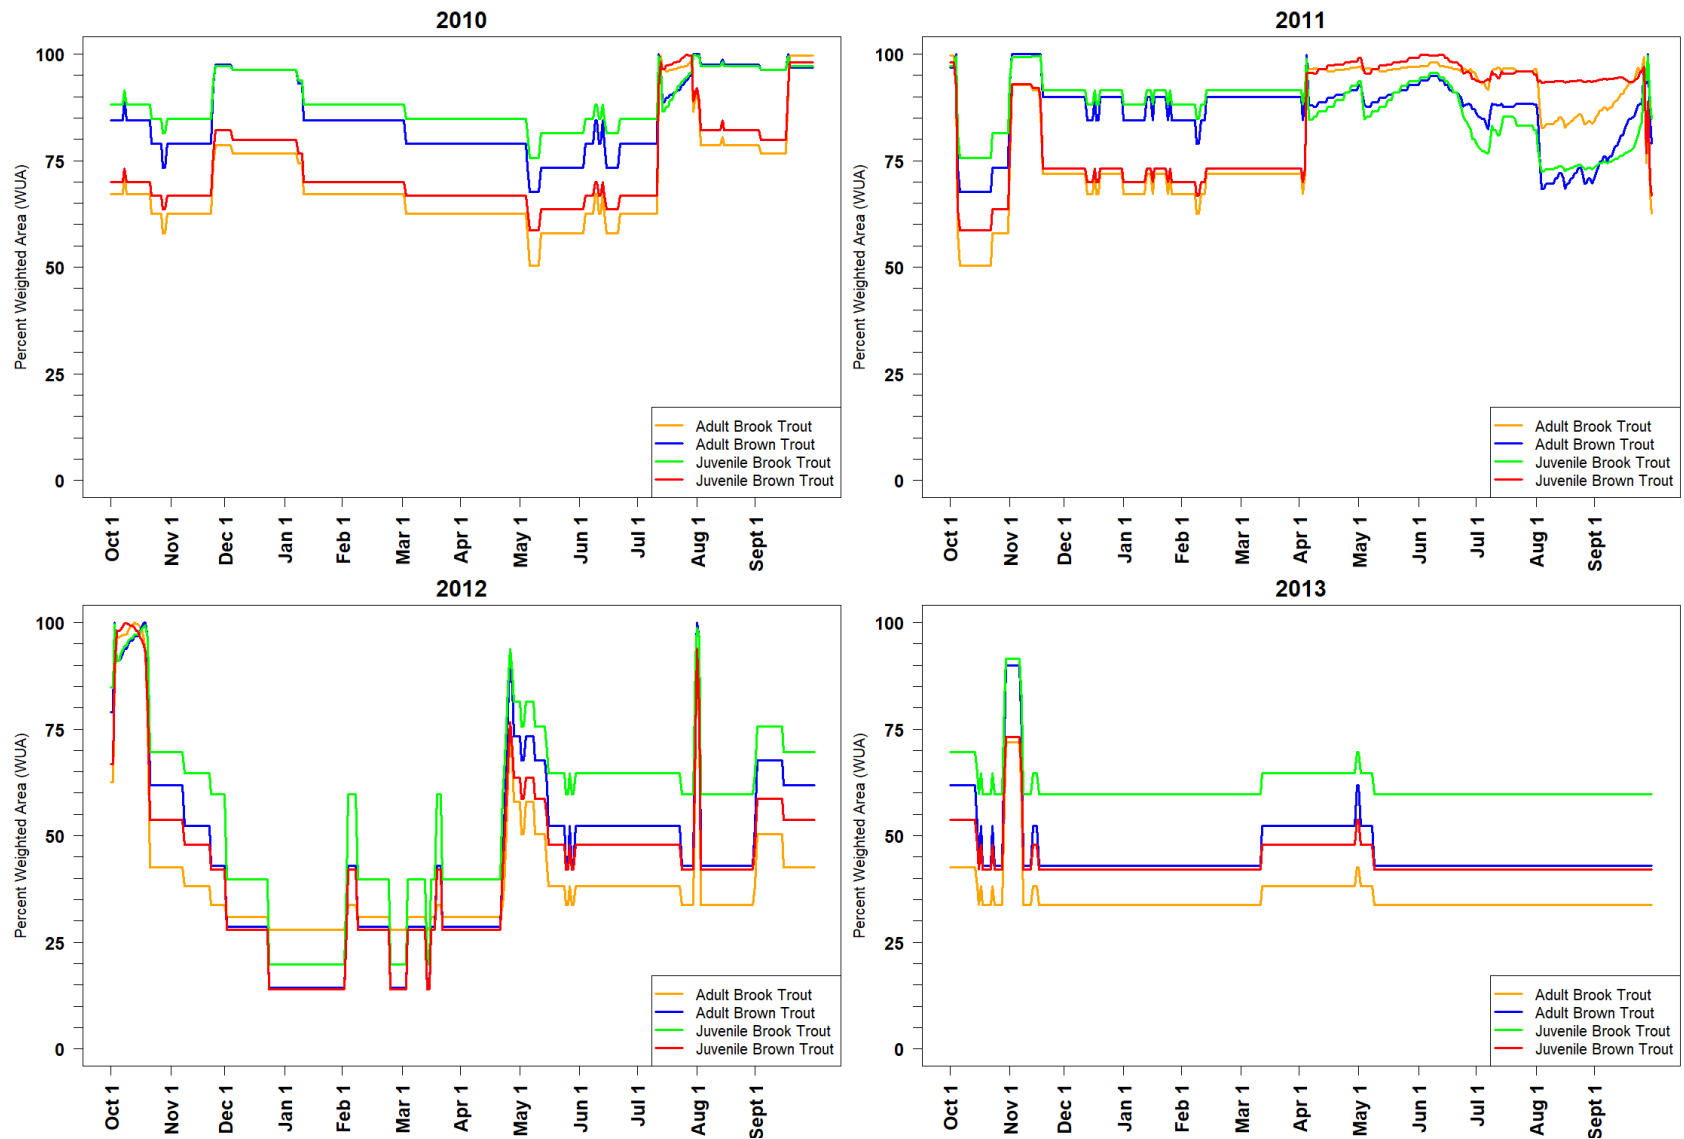 2010
Percent Weighted Area (WUA)
100
75
50
25
0
Adult Brook Trout
Adult Brown Trout
Juvenile Brook Trout
Juvenile Brown Trout
Oct 1
Nov 1
Dec 1
Jan 1
Feb 1
Mar 1
Apr 1
May 1
Jun 1
Jul 1
Aug 1
Sept 1
2011
Percent Weighted Area (WUA)
100
75
50
25
0
Adult Brook Trout
Adult Brown Trout
Juvenile Brook Trout
Juvenile Brown Trout
Oct 1
Nov 1
Dec 1
Jan 1
Feb 1
Mar 1
Apr 1
May 1
Jun 1
Jul 1
Aug 1
Sept 1
2012
Percent Weighted Area (WUA)
100
75
50
25
0
Adult Brook Trout
Adult Brown Trout
Juvenile Brook Trout
Juvenile Brown Trout
Oct 1
Nov 1
Dec 1
Jan 1
Feb 1
Mar 1
Apr 1
May 1
Jun 1
Jul 1
Aug 1
Sept 1
2013
Percent Weighted Area (WUA)
100
75
50
25
0
Adult Brook Trout
Adult Brown Trout
Juvenile Brook Trout
Juvenile Brown Trout
Oct 1
Nov 1
Dec 1
Jan 1
Feb 1
Mar 1
Apr 1
May 1
Jun 1
Jul 1
Aug 1
Sept 1